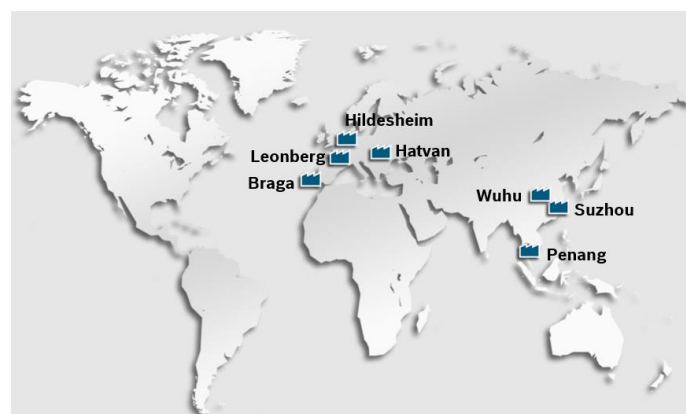 Hildesheim
Leonberg
Hatvan
Braga
Wuhu
Suzhou
Penang